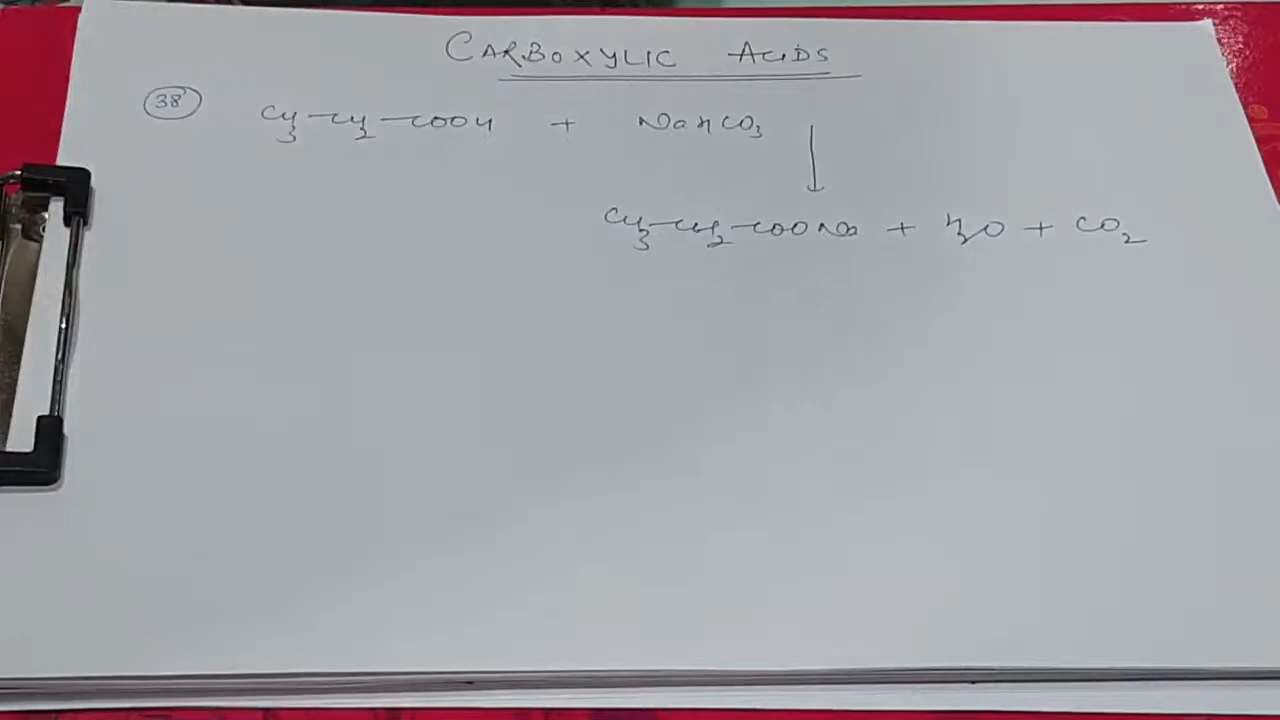 CARBOXYLIC ACIDS
38 CH3-CH2-COOH + NaHCO3
↓
CH3-CH2-COONa + H2O + CO2